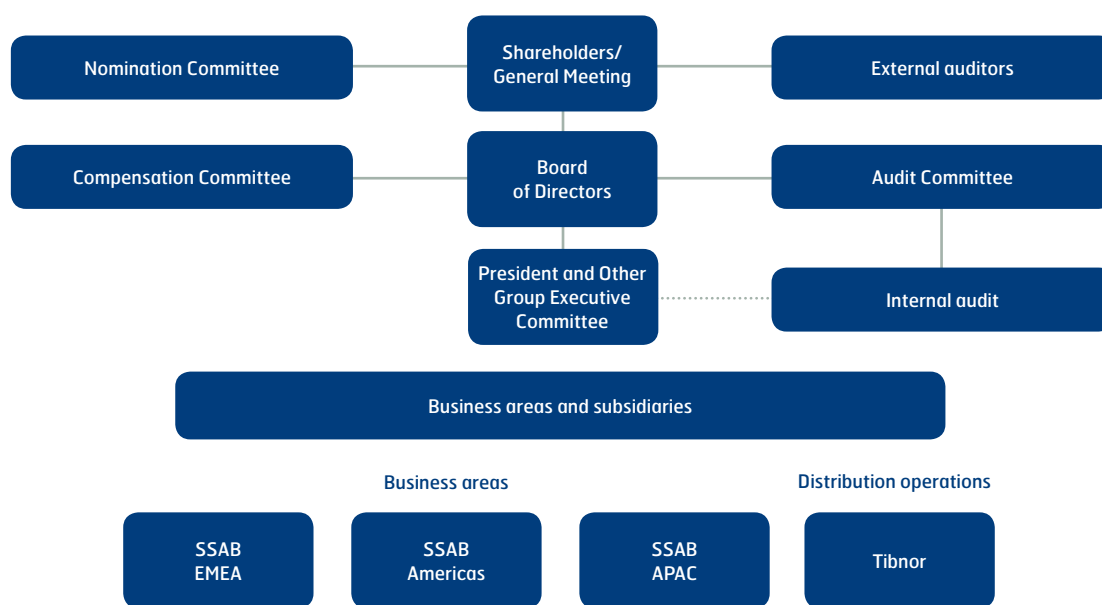 Nomination Committee
Shareholders/
General Meeting
External auditors
Compensation Committee
Board
of Directors
Audit Committee
President and Other
Group Executive
Committee
Internal audit
Business areas and subsidiaries
Business areas
Distribution operations
SSAB
EMEA
SSAB
Americas
SSAB
APAC
Tibnor